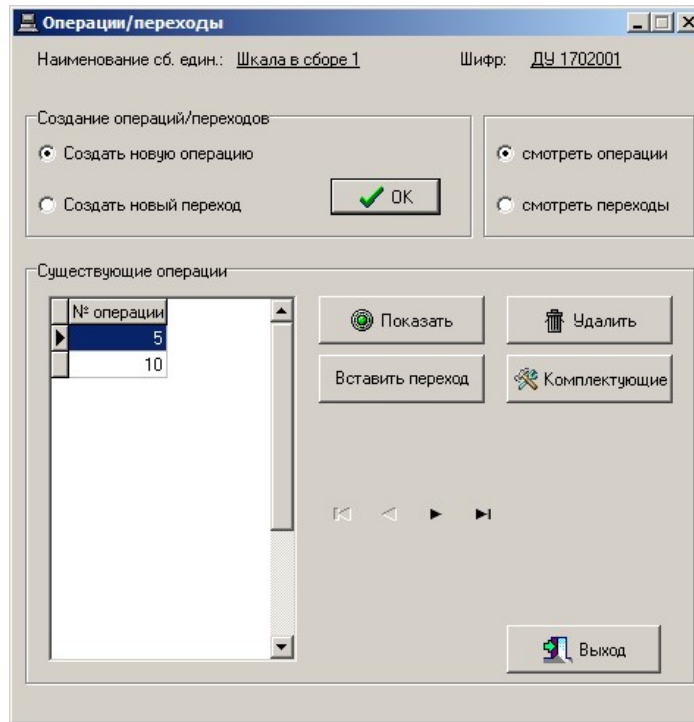 Операции/переходы
Наименование сб. един.: Шкала в сборе 1 Шифр: ДУ 1702001
Создание операций/переходов
Создать новую операцию
Создать новый переход
OK
смотреть операции
смотреть переходы
Существующие операции
№ операции
5
10
Показать
Удалить
Вставить переход
Комплектующие
Выход